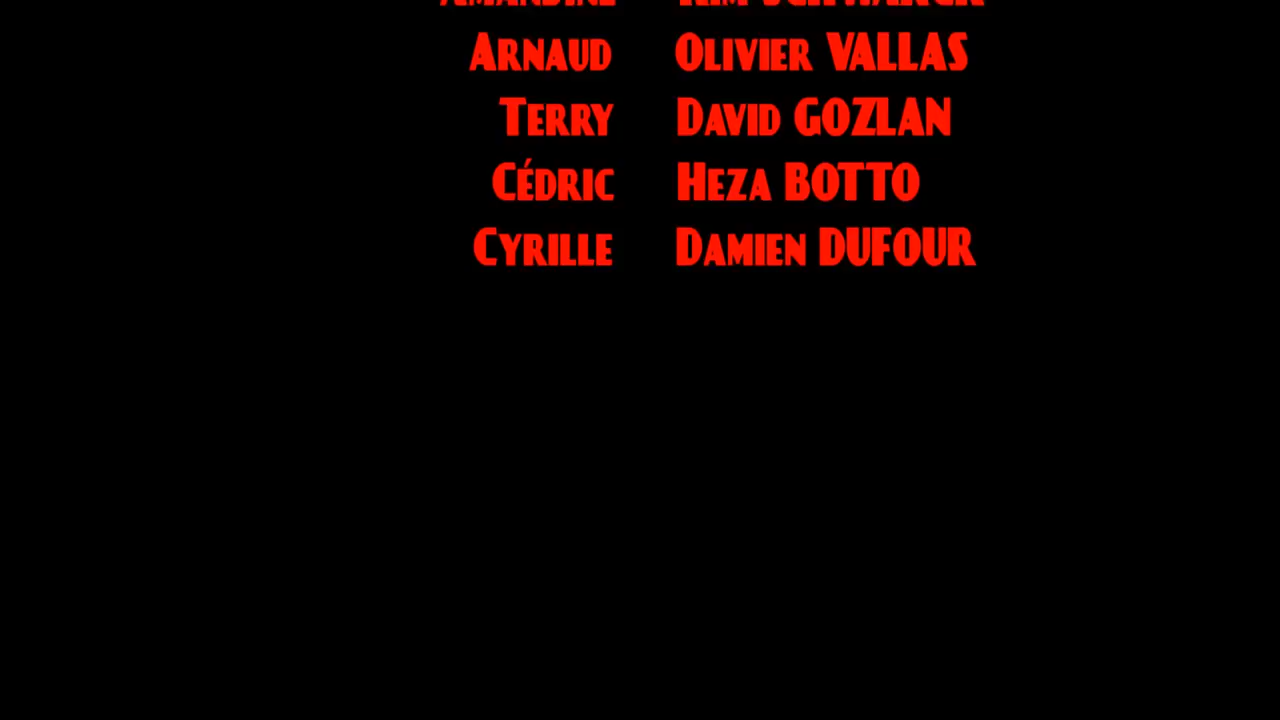 Arnaud Olivier VALLAS
Terry David GOZLAN
Cédric Heza BOTTO
Cyrille Damien DUFOUR